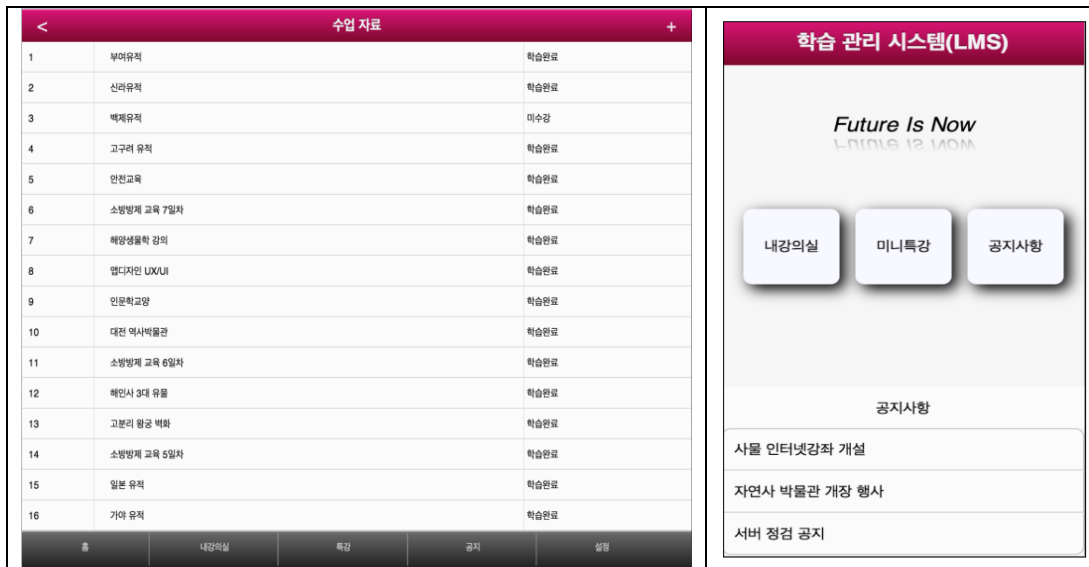 < 수업 자료 +
1 부여유적 학습완료
2 신라유적 학습완료
3 백제유적 미수강
4 고구려 유적 학습완료
5 안전교육 학습완료
6 소방방제 교육 7일차 학습완료
7 해양생물학 강의 학습완료
8 앱디자인 UX/UI 학습완료
9 인문학교양 학습완료
10 대전 역사박물관 학습완료
11 소방방제 교육 6일차 학습완료
12 해인사 3대 유물 학습완료
13 고분리 왕궁 벽화 학습완료
14 소방방제 교육 5일차 학습완료
15 일본 유적 학습완료
16 가야 유적 학습완료
홈 내강의실 특강 공지 설정
학습 관리 시스템(LMS)
Future Is Now
내강의실 미니특강 공지사항
공지사항
사물 인터넷강좌 개설
자연사 박물관 개장 행사
서버 점검 공지